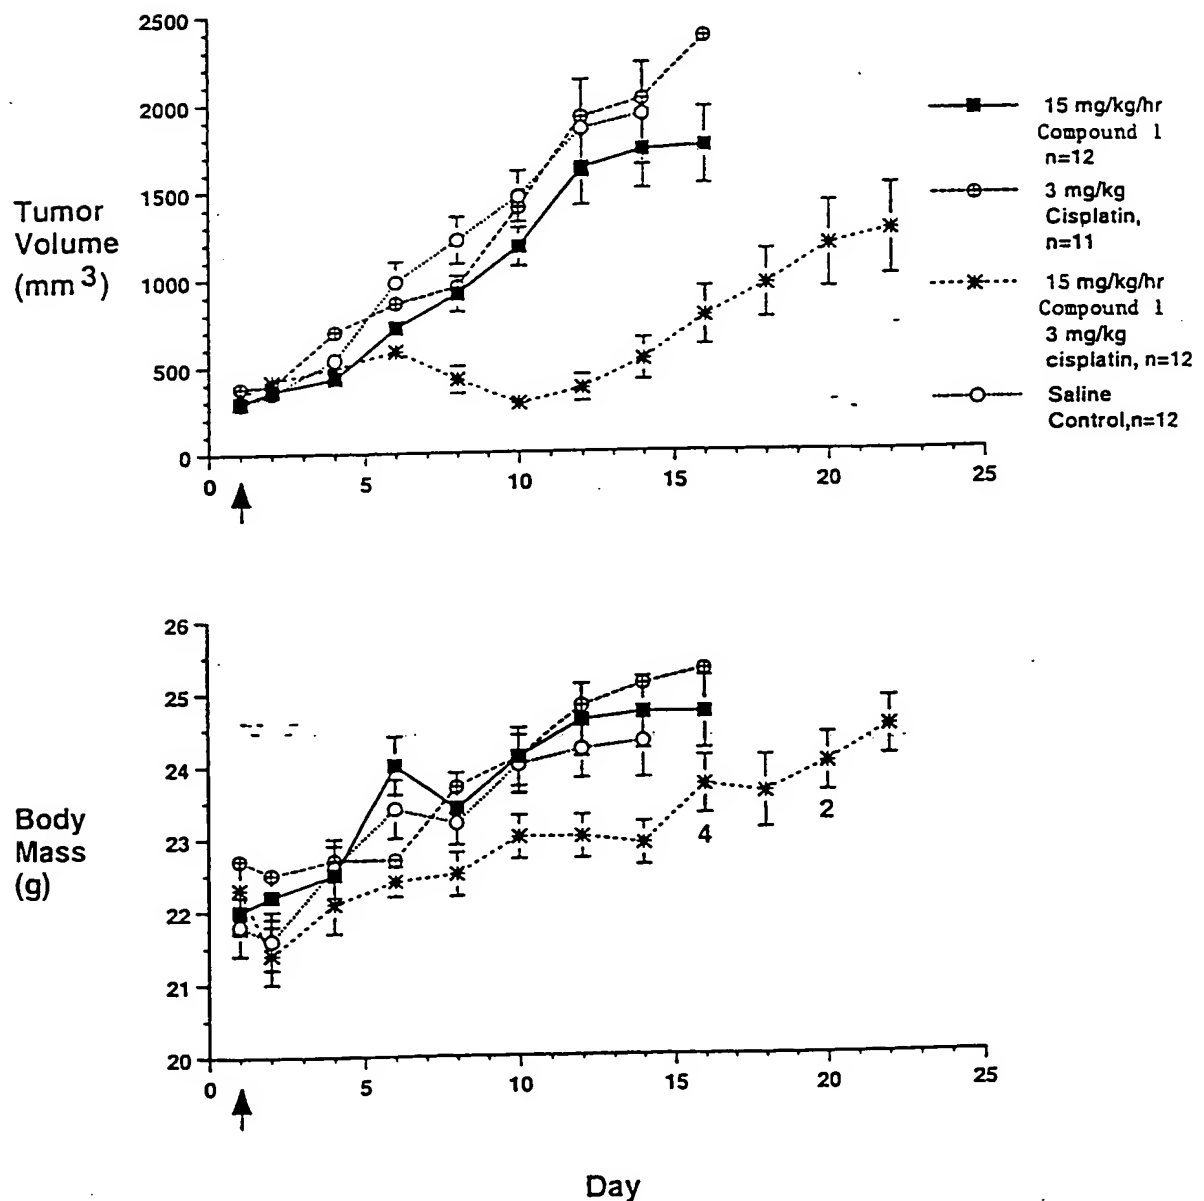 2500
2000
1500
1000
500
0
Tumor
Volume
(mm 3)
0 5 10 15 20 25
15 mg/kg/hr
Compound 1
n=12
3 mg/kg
Cisplatin,
n=11
15 mg/kg/hr
Compound 1
3 mg/kg
cisplatin, n=12
Saline
Control,n=12
26
25
24
23
22
21
20
Body
Mass
(g)
4
2
0 5 10 15 20 25
Day